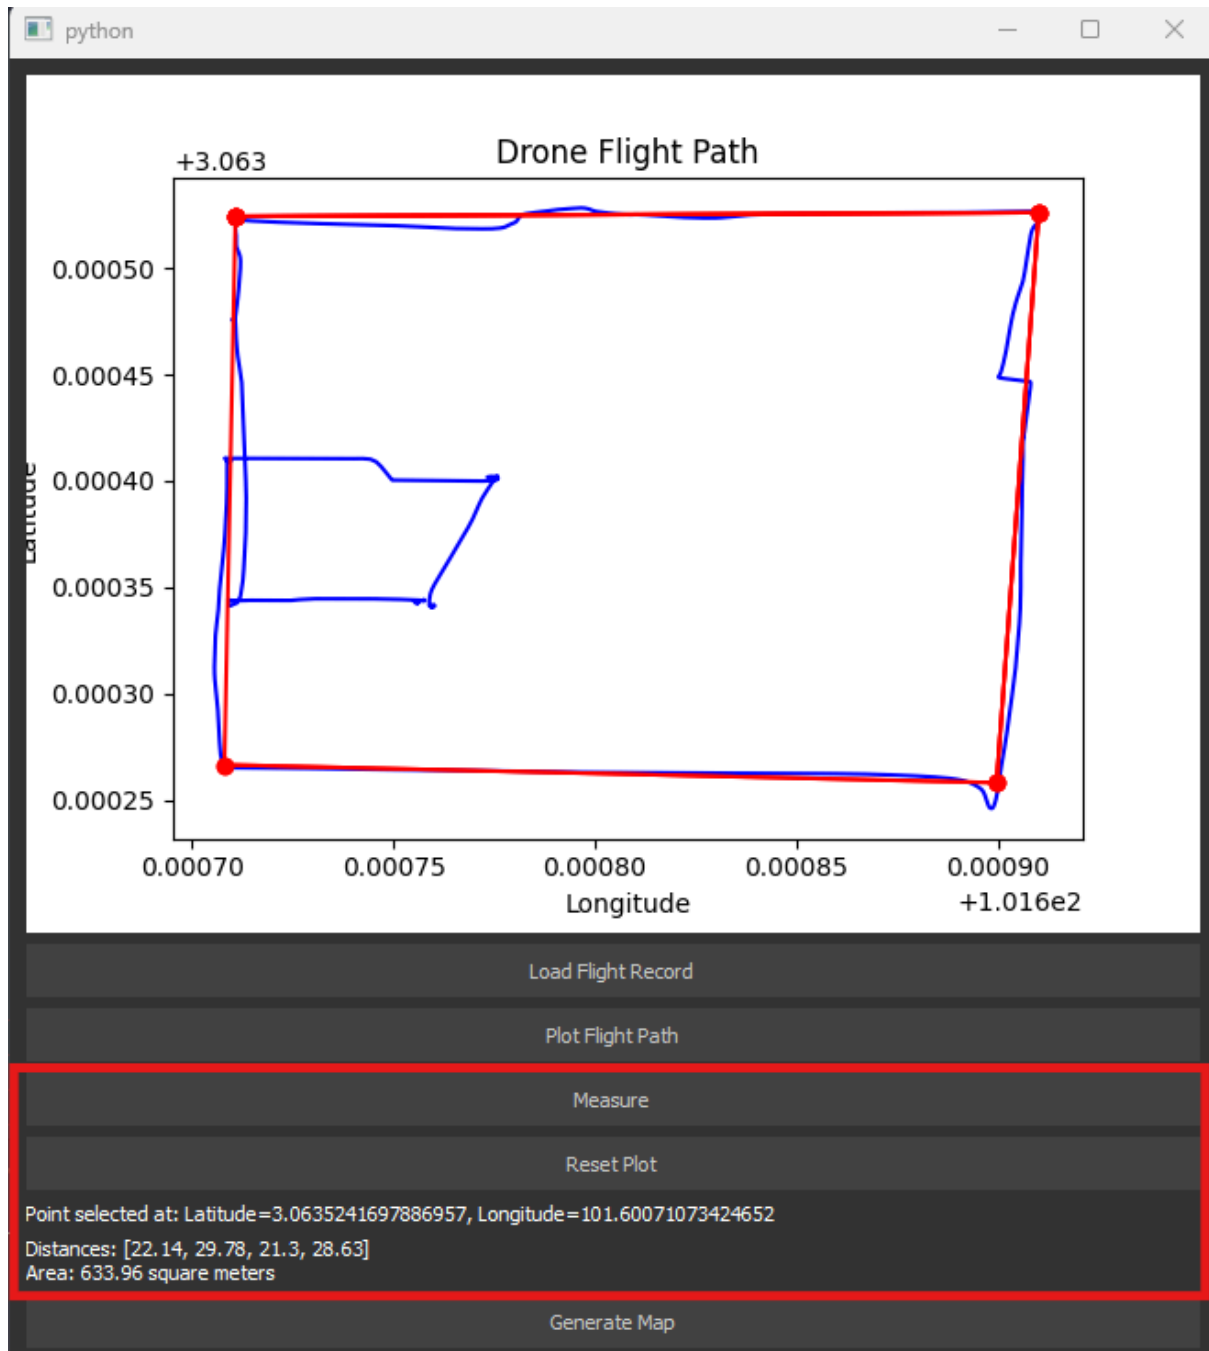 python
Drone Flight Path
+3.063
0.00050
0.00045
0.00040
Latitude
0.00035
0.00030
0.00025
0.00070 0.00075 0.00080 0.00085 0.00090
Longitude
+1.016e2
Load Flight Record
Plot Flight Path
Measure
Reset Plot
Point selected at: Latitude=3.0635241697886957, Longitude=101.60071073424652
Distances: [22.14, 29.78, 21.3, 28.63]
Area: 633.96 square meters
Generate Map